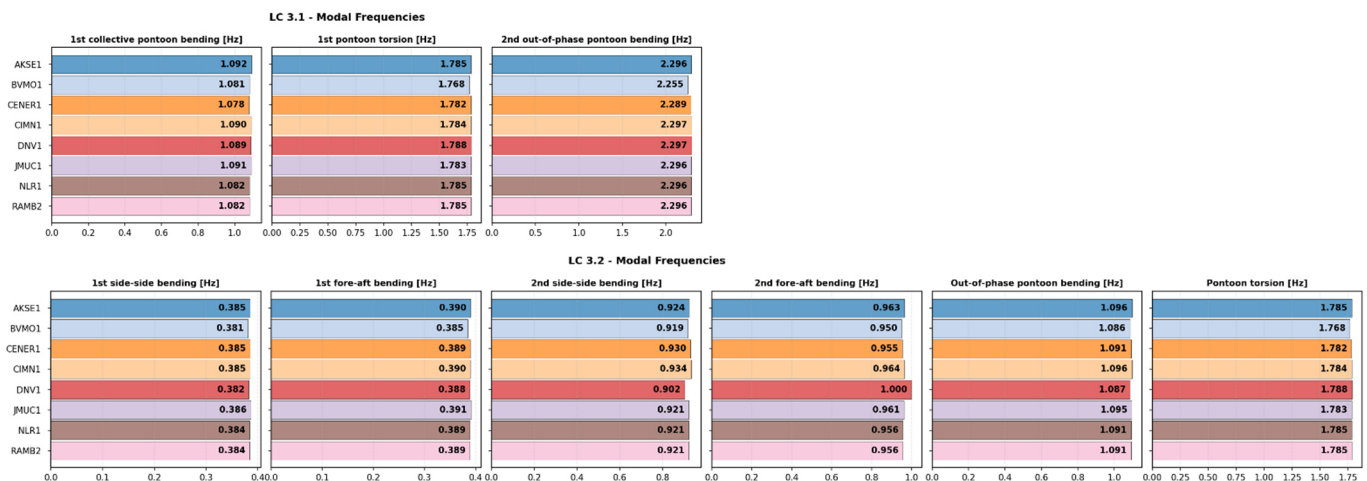 LC 3.1 - Modal Frequencies
1st collective pontoon bending [Hz] 1st pontoon torsion [Hz] 2nd out-of-phase pontoon bending [Hz]
AKSE1 1.092 1.785 2.296
BVMO1 1.081 1.768 2.255
CENER1 1.078 1.782 2.289
CIMN1 1.090 1.784 2.297
DNV1 1.089 1.788 2.297
JMUC1 1.091 1.783 2.296
NLR1 1.082 1.785 2.296
RAMB2 1.082 1.785 2.296
0.0 0.2 0.4 0.6 0.8 1.0 0.00 0.25 0.50 0.75 1.00 1.25 1.50 1.75 0.0 0.5 1.0 1.5 2.0
LC 3.2 - Modal Frequencies
1st side-side bending [Hz] 1st fore-aft bending [Hz] 2nd side-side bending [Hz] 2nd fore-aft bending [Hz] Out-of-phase pontoon bending [Hz] Pontoon torsion [Hz]
AKSE1 0.385 0.390 0.924 0.963 1.096 1.785
BVMO1 0.381 0.385 0.919 0.950 1.086 1.768
CENER1 0.385 0.389 0.930 0.955 1.091 1.782
CIMN1 0.385 0.390 0.934 0.964 1.096 1.784
DNV1 0.382 0.388 0.902 1.000 1.087 1.788
JMUC1 0.386 0.391 0.921 0.961 1.095 1.783
NLR1 0.384 0.389 0.921 0.956 1.091 1.785
RAMB2 0.384 0.389 0.921 0.956 1.091 1.785
0.0 0.1 0.2 0.3 0.4 0.0 0.1 0.2 0.3 0.4 0.0 0.2 0.4 0.6 0.8 0.0 0.2 0.4 0.6 0.8 1.0 0.0 0.2 0.4 0.6 0.8 1.0 0.00 0.25 0.50 0.75 1.00 1.25 1.50 1.75